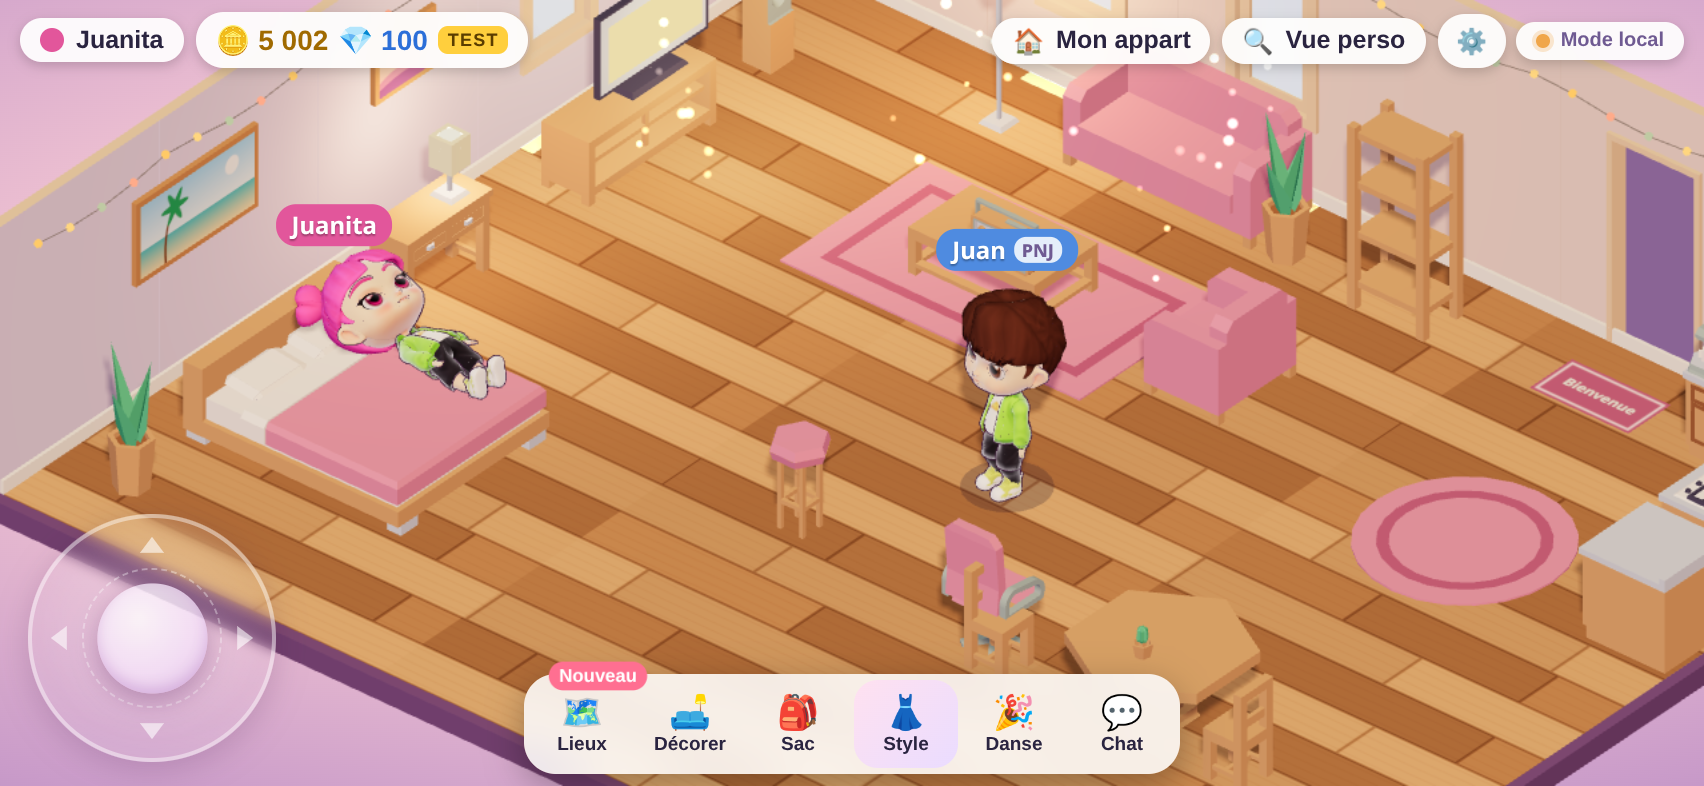 Juanita
5 002
100
TEST
Mon appart
Vue perso
Mode local
Juanita
Juan PNJ
Bienvenue
Nouveau
Lieux
Décorer
Sac
Style
Danse
Chat